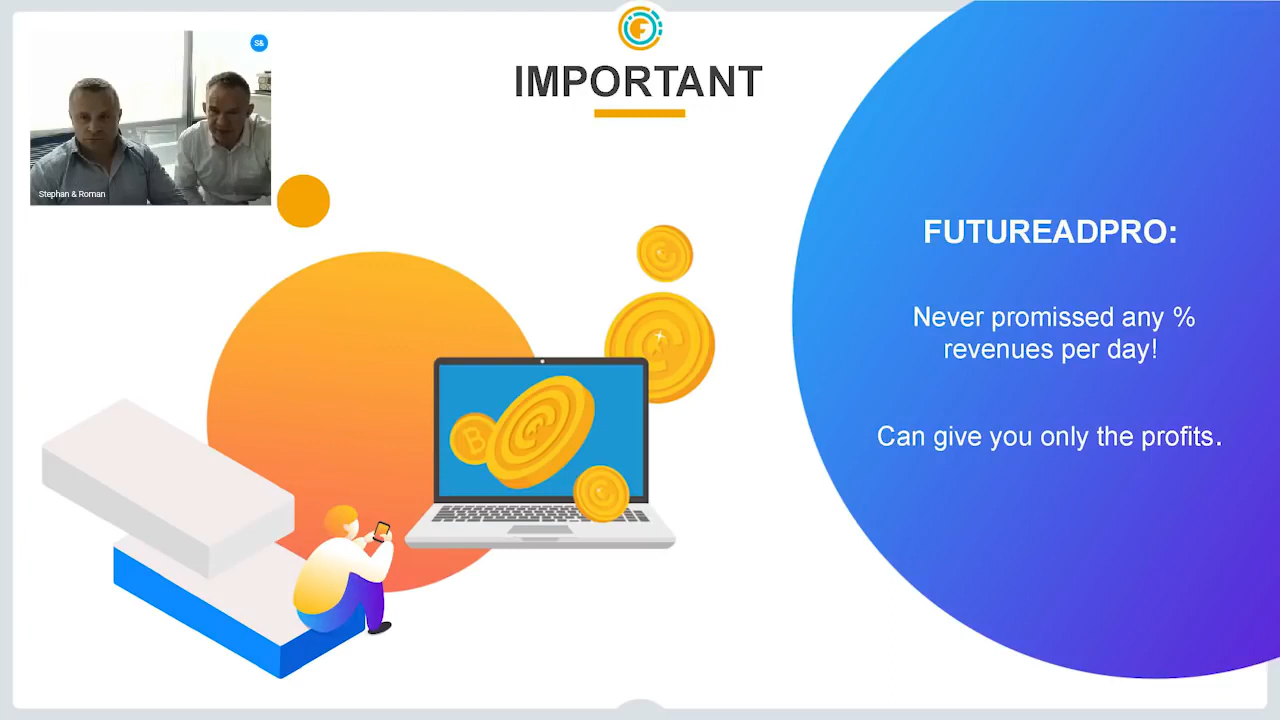 IMPORTANT
S&
Stephan & Roman
FUTUREADPRO:
Never promissed any %
revenues per day!
Can give you only the profits.